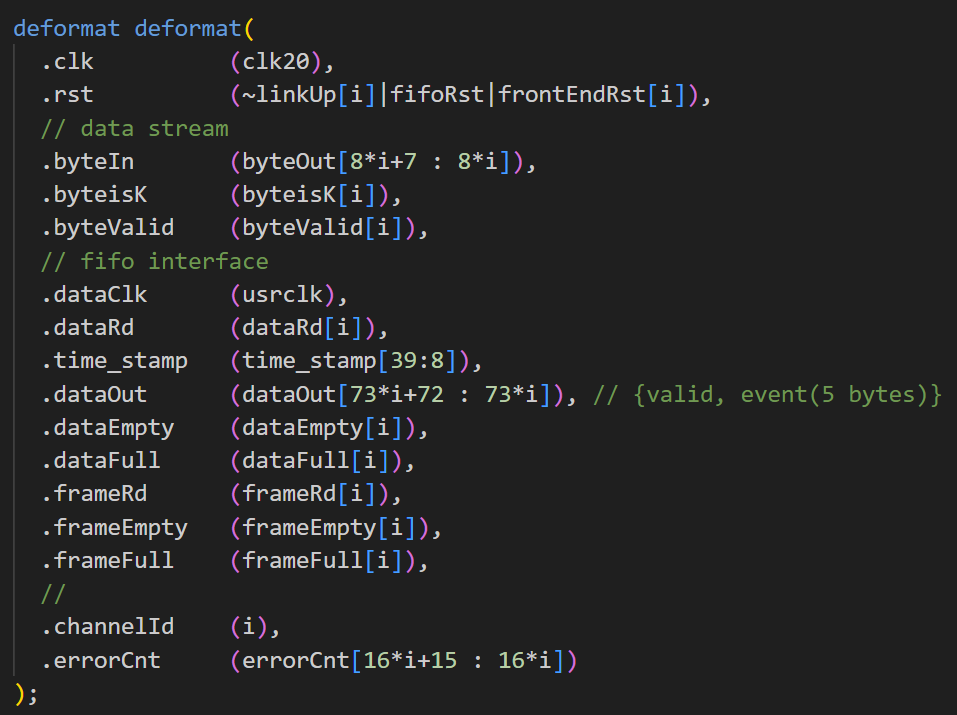 deformat deformat(
  .clk          (clk20),
  .rst          (~linkUp[i]|fifoRst|frontEndRst[i]),
  // data stream
  .byteIn       (byteOut[8*i+7 : 8*i]),
  .byteisK      (byteisK[i]),
  .byteValid    (byteValid[i]),
  // fifo interface
  .dataClk      (usrclk),
  .dataRd       (dataRd[i]),
  .time_stamp   (time_stamp[39:8]),
  .dataOut      (dataOut[73*i+72 : 73*i]), // {valid, event(5 bytes)}
  .dataEmpty    (dataEmpty[i]),
  .dataFull     (dataFull[i]),
  .frameRd      (frameRd[i]),
  .frameEmpty   (frameEmpty[i]),
  .frameFull    (frameFull[i]),
  //
  .channelId    (i),
  .errorCnt     (errorCnt[16*i+15 : 16*i])
);